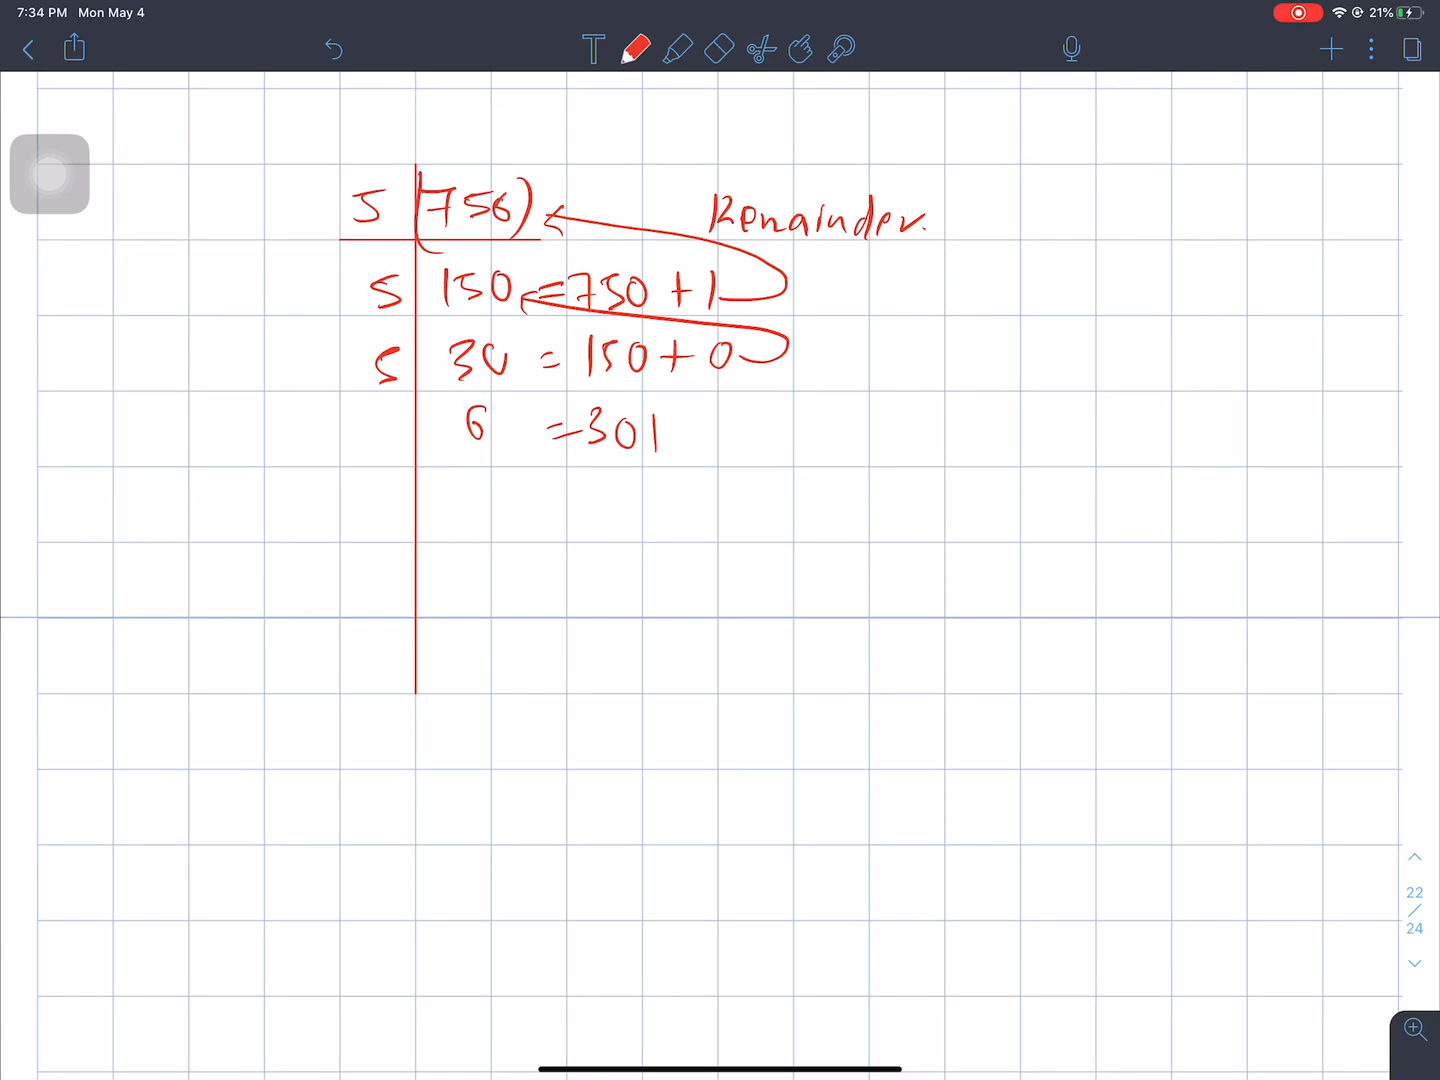 7:34 PM Mon May 4
21%
5 (756) Remainder.
5 150 = 750 + 1
5 30 = 150 + 0
6 = 301
22
/
24